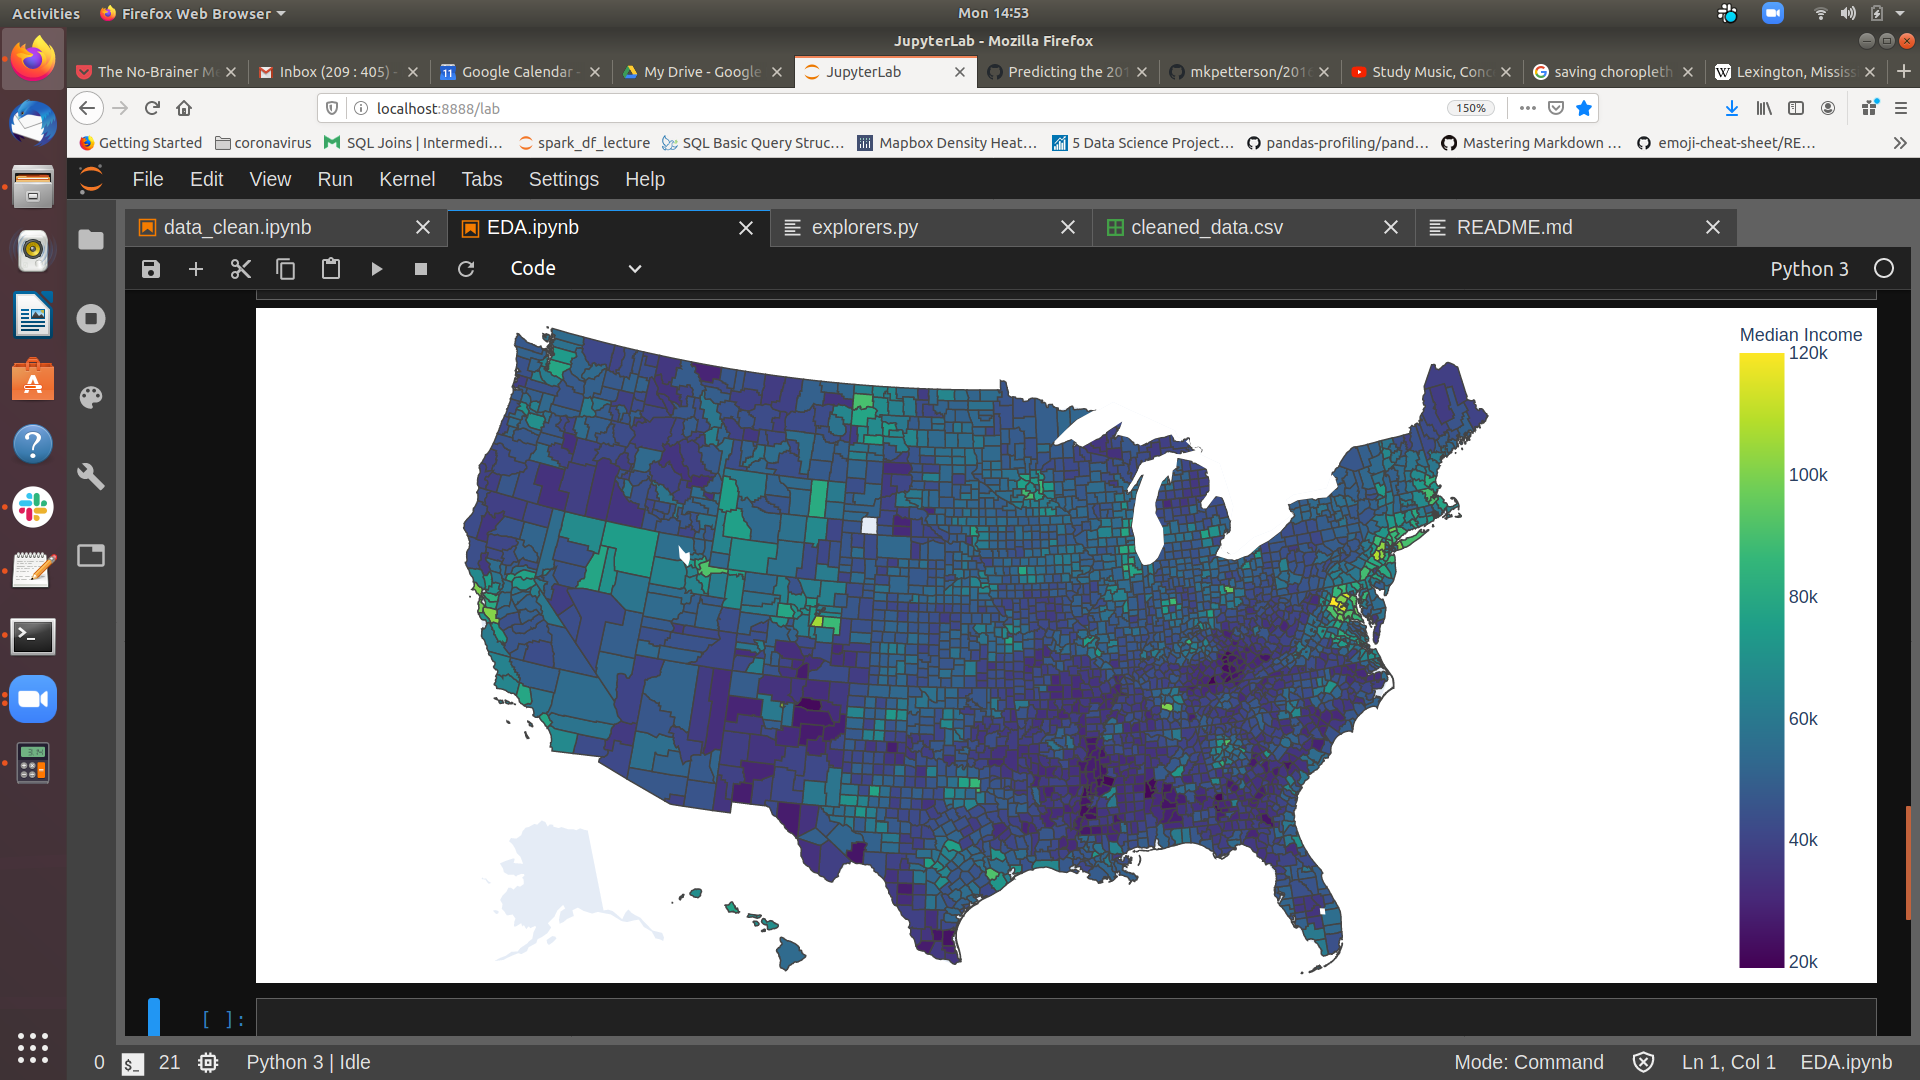 Activities
Firefox Web Browser
Mon 14:53
JupyterLab - Mozilla Firefox
The No-Brainer Me
Inbox (209 : 405) -
Google Calendar -
My Drive - Google
JupyterLab
Predicting the 201
mkpetterson/2016
Study Music, Conc
saving choropleth
Lexington, Mississ
localhost:8888/lab
150%
Getting Started
coronavirus
SQL Joins | Intermedi…
spark_df_lecture
SQL Basic Query Struc…
Mapbox Density Heat…
5 Data Science Project…
pandas-profiling/pand…
Mastering Markdown …
emoji-cheat-sheet/RE…
File Edit View Run Kernel Tabs Settings Help
data_clean.ipynb
EDA.ipynb
explorers.py
cleaned_data.csv
README.md
Code
Python 3
Median Income
120k
100k
80k
60k
40k
20k
[ ]:
0
$_
21
Python 3 | Idle
Mode: Command
Ln 1, Col 1
EDA.ipynb